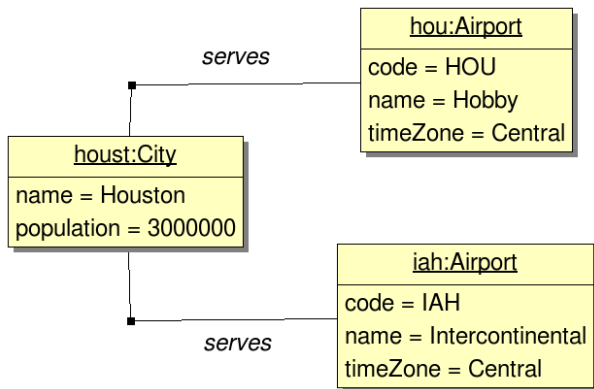 hou:Airport
code = HOU
name = Hobby
timeZone = Central
serves
houst:City
name = Houston
population = 3000000
iah:Airport
code = IAH
name = Intercontinental
timeZone = Central
serves